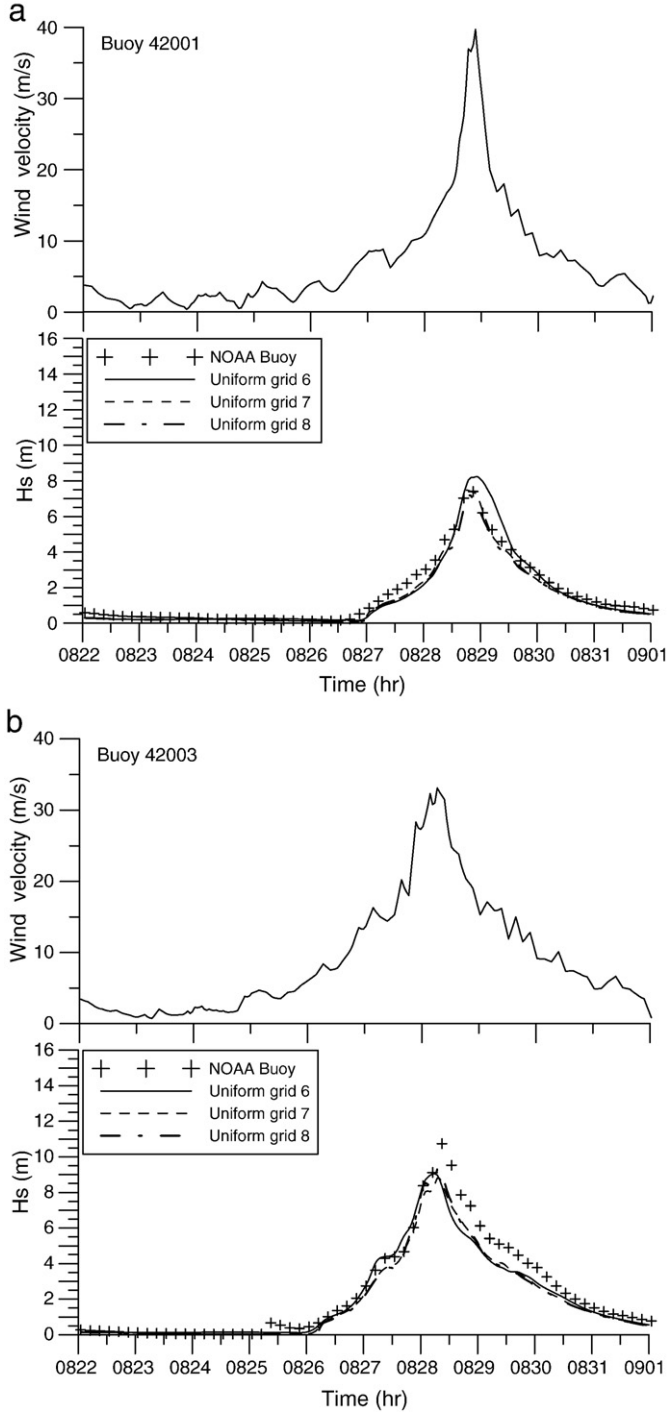 a
Buoy 42001
Wind velocity (m/s)
40
30
20
10
0
Hs (m)
16
14
12
10
8
6
4
2
0
NOAA Buoy
Uniform grid 6
Uniform grid 7
Uniform grid 8
0822 0823 0824 0825 0826 0827 0828 0829 0830 0831 0901
Time (hr)
b
Buoy 42003
Wind velocity (m/s)
40
30
20
10
0
Hs (m)
16
14
12
10
8
6
4
2
0
NOAA Buoy
Uniform grid 6
Uniform grid 7
Uniform grid 8
0822 0823 0824 0825 0826 0827 0828 0829 0830 0831 0901
Time (hr)